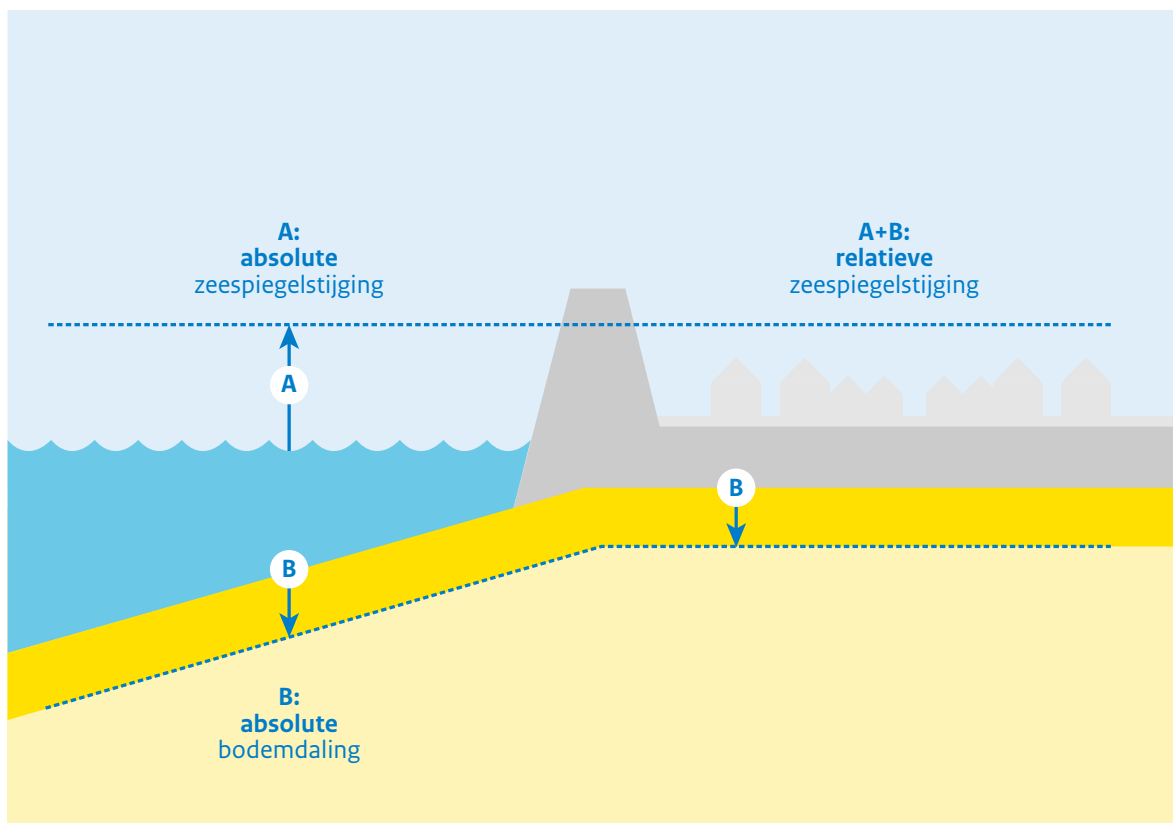 A:
absolute
zeespiegelstijging
A+B:
relatieve
zeespiegelstijging
A
B
B
B:
absolute
bodemdaling